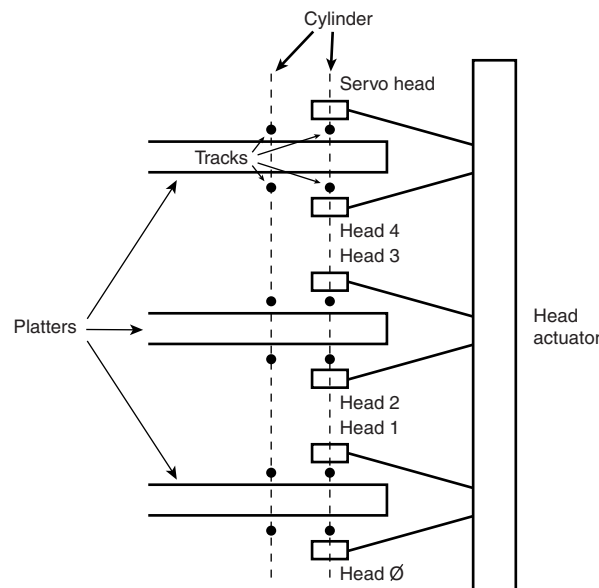 Cylinder
Servo head
Tracks
Head 4
Head 3
Platters
Head
actuator
Head 2
Head 1
Head Ø